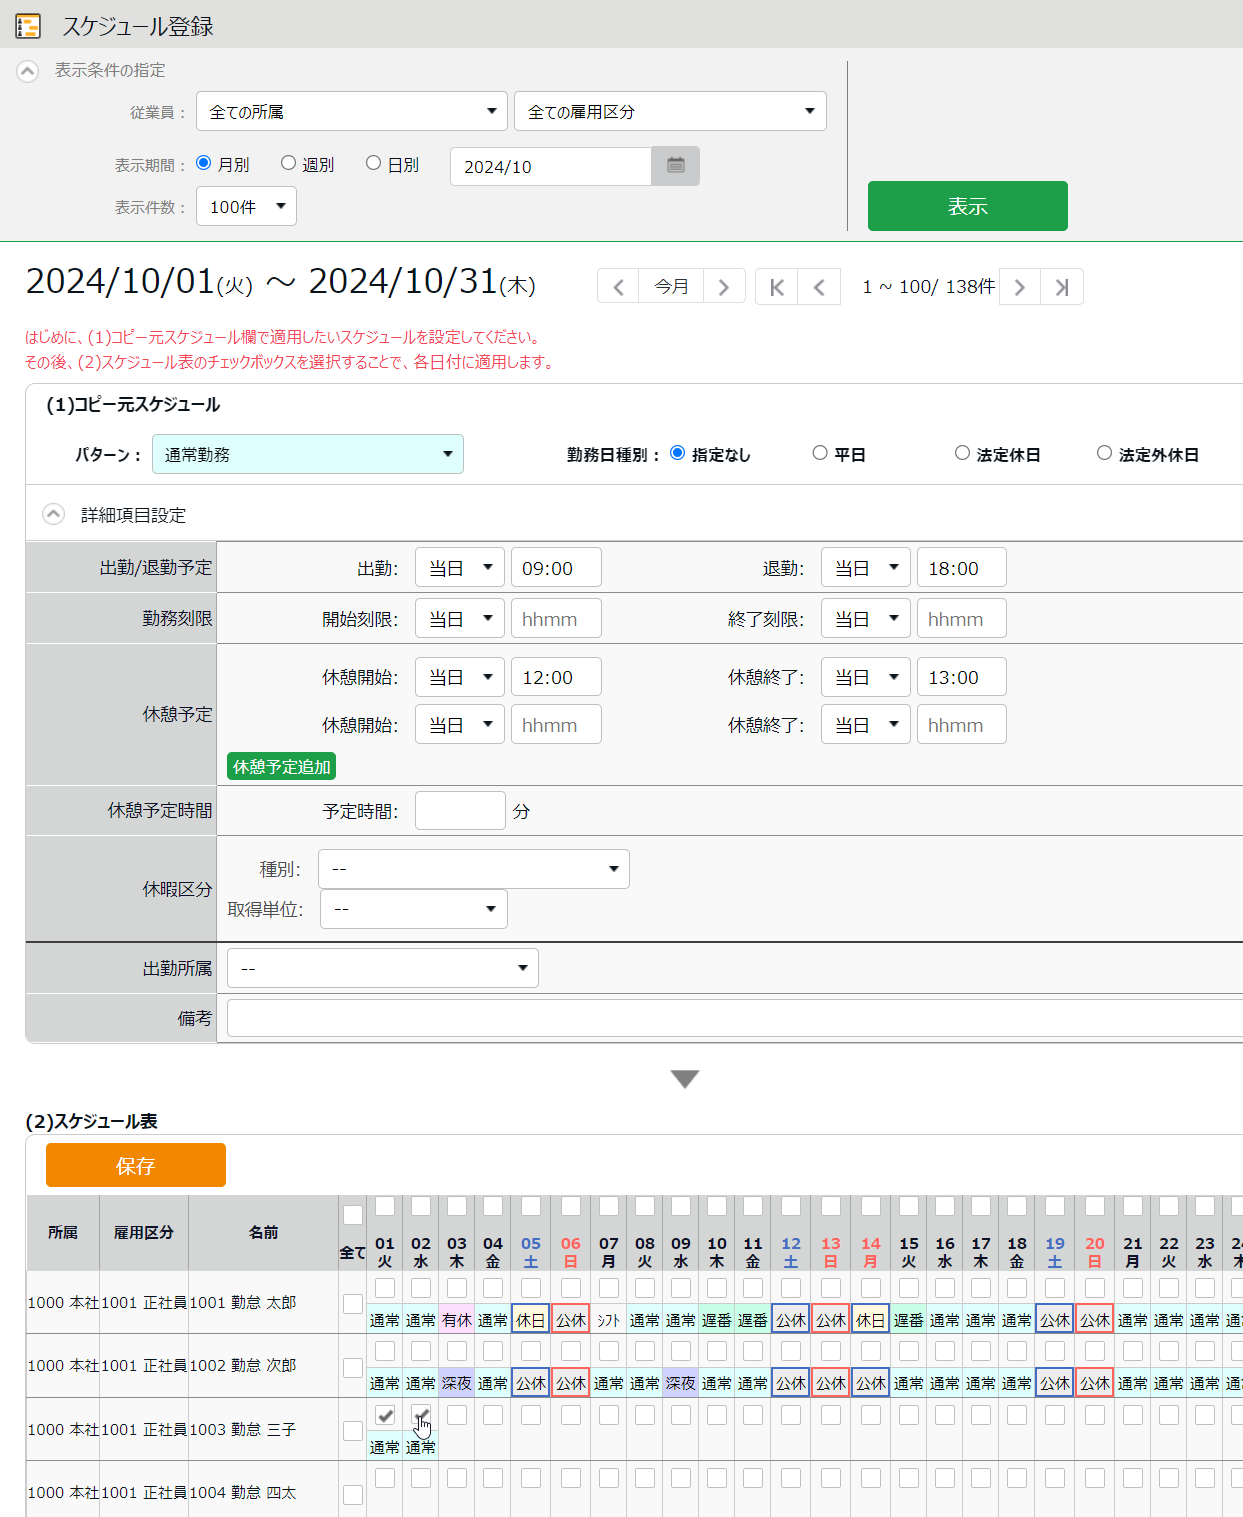 スケジュール登録
表示条件の指定
従業員： 全ての所属 全ての雇用区分
表示期間： 月別 週別 日別 2024/10
表示件数： 100件
表示
2024/10/01(火) ～ 2024/10/31(木) 今月 1 ~ 100/ 138件
はじめに、(1)コピー元スケジュール欄で適用したいスケジュールを設定してください。
その後、(2)スケジュール表のチェックボックスを選択することで、各日付に適用します。
(1)コピー元スケジュール
パターン： 通常勤務 勤務日種別： 指定なし 平日 法定休日 法定外休日
詳細項目設定
出勤/退勤予定 出勤: 当日 09:00 退勤: 当日 18:00
勤務刻限 開始刻限: 当日 hhmm 終了刻限: 当日 hhmm
休憩予定 休憩開始: 当日 12:00 休憩終了: 当日 13:00
休憩開始: 当日 hhmm 休憩終了: 当日 hhmm
休憩予定追加
休憩予定時間 予定時間: 分
休暇区分 種別: --
取得単位: --
出勤所属 --
備考
(2)スケジュール表
保存
所属 雇用区分 名前 全て 01 02 03 04 05 06 07 08 09 10 11 12 13 14 15 16 17 18 19 20 21 22 23
火 水 木 金 土 日 月 火 水 木 金 土 日 月 火 水 木 金 土 日 月 火 水
1000 本社 1001 正社員 1001 勤怠 太郎
通常 通常 有休 通常 休日 公休 ｼﾌﾄ 通常 通常 遅番 遅番 公休 公休 休日 遅番 通常 通常 通常 公休 公休 通常 通常 通常
1000 本社 1001 正社員 1002 勤怠 次郎
通常 通常 深夜 通常 公休 公休 通常 通常 深夜 通常 通常 公休 公休 公休 通常 通常 通常 通常 公休 公休 通常 通常 通常
1000 本社 1001 正社員 1003 勤怠 三子
通常 通常
1000 本社 1001 正社員 1004 勤怠 四太